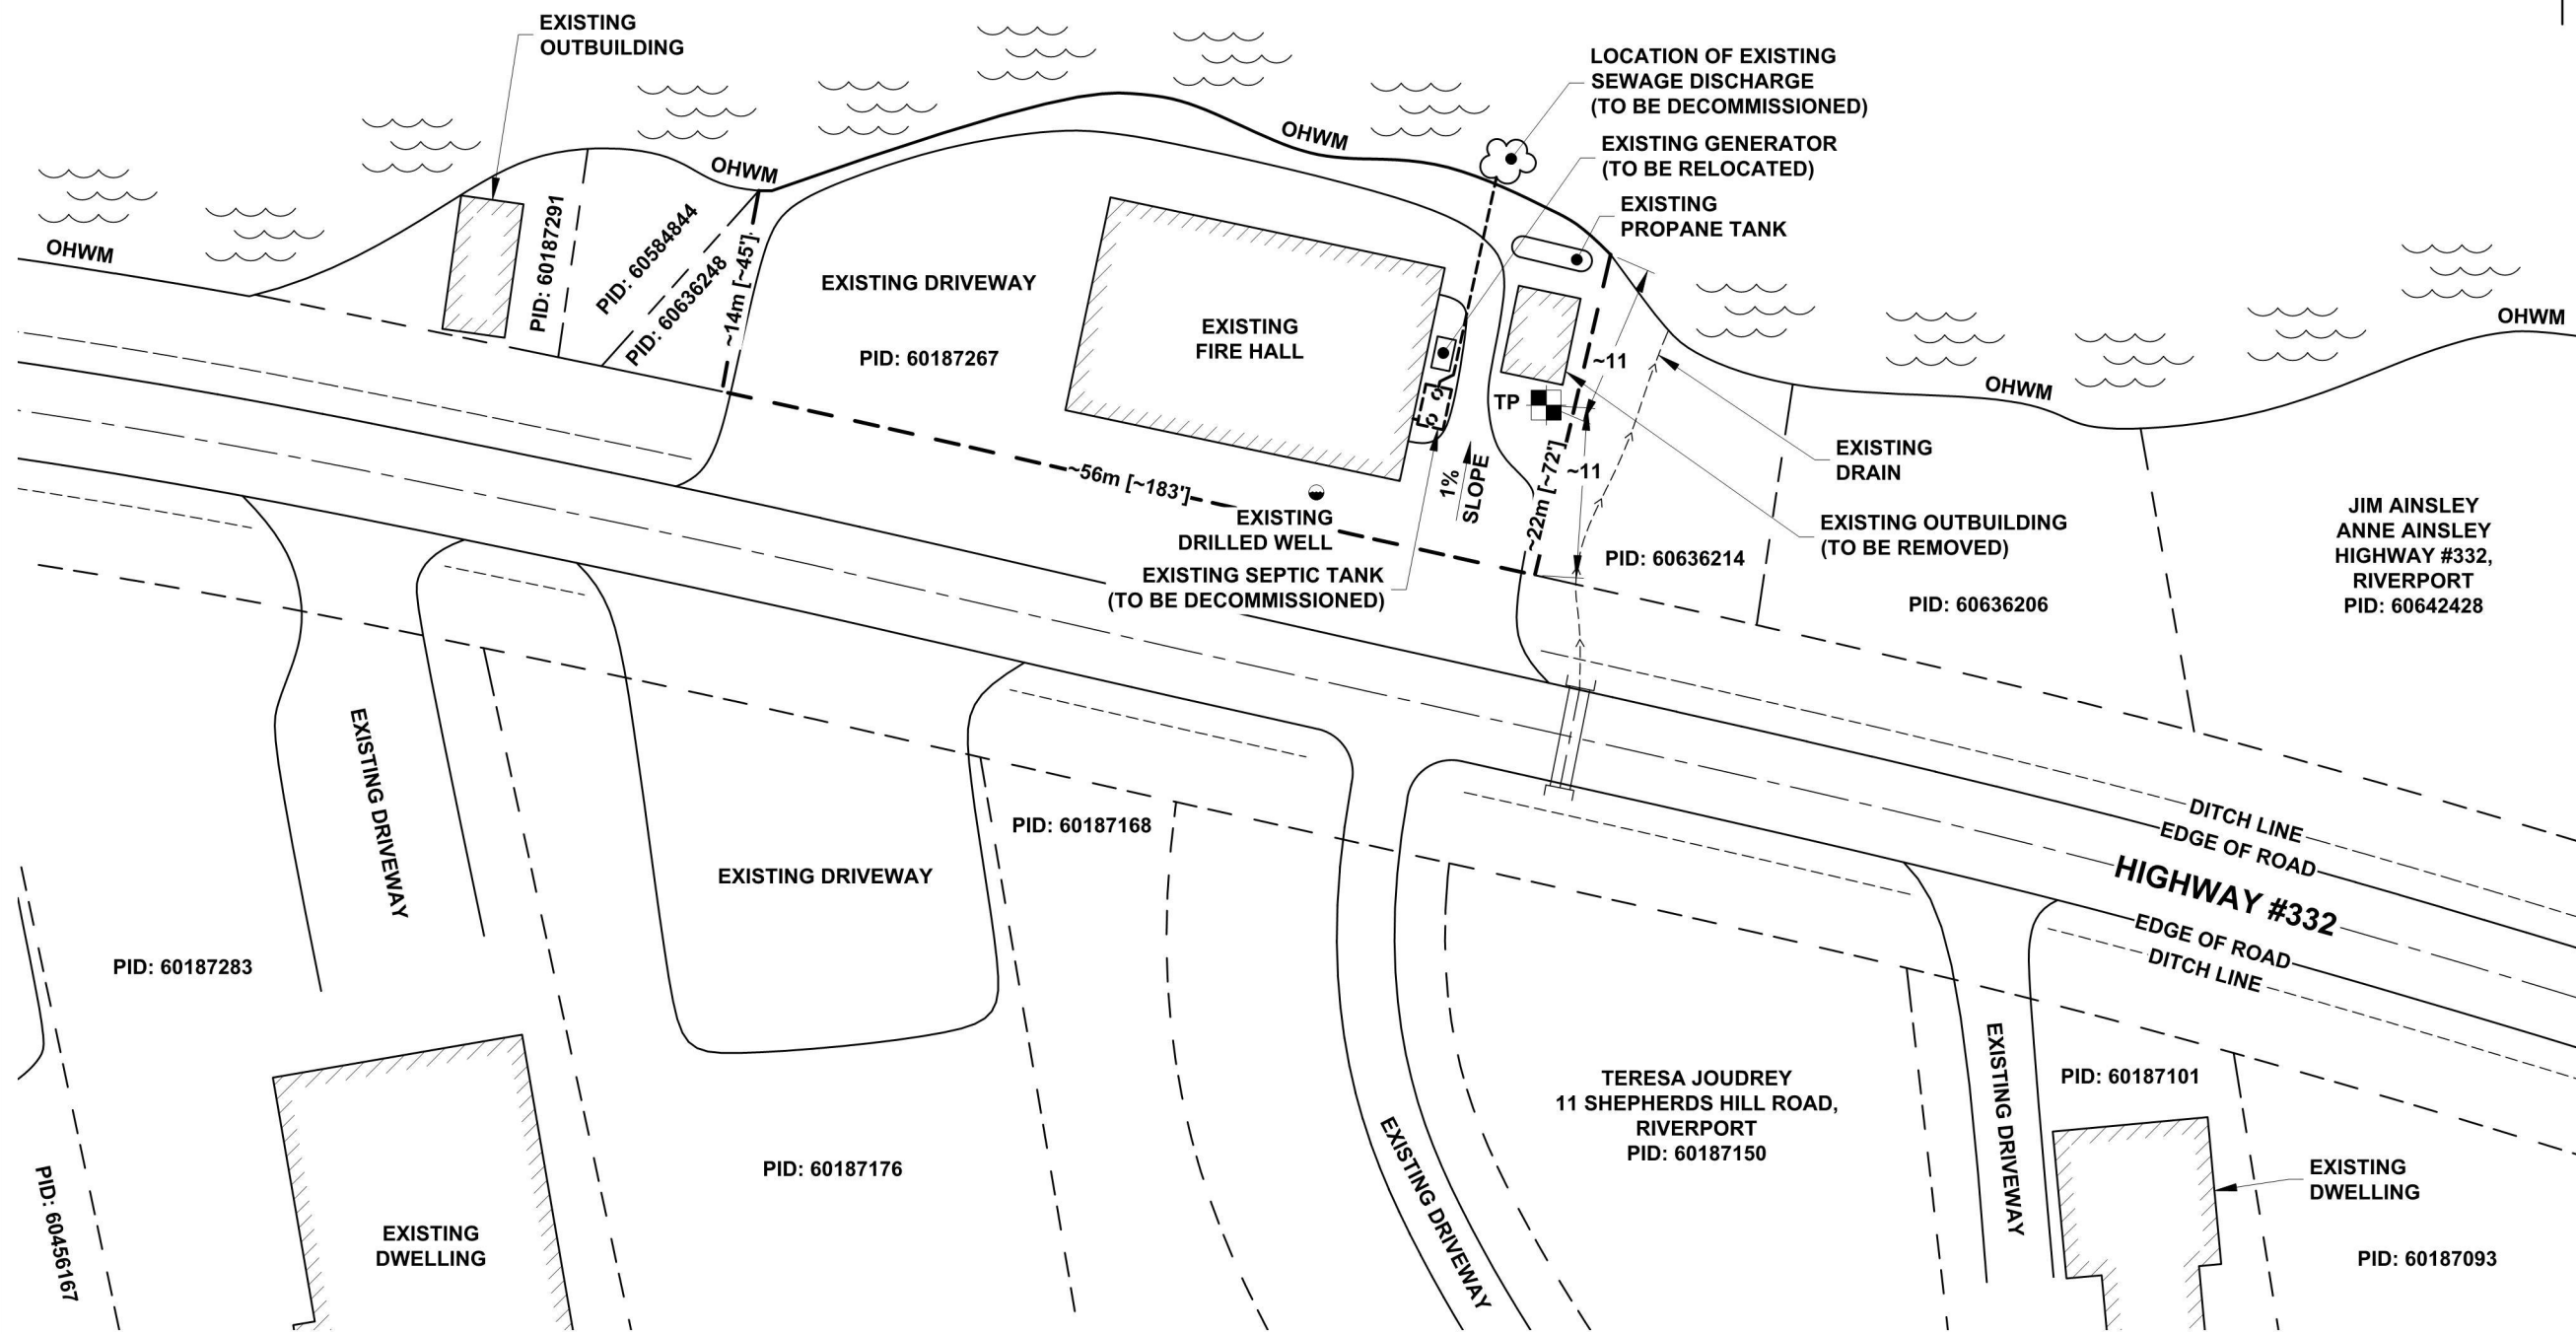 EXISTING
OUTBUILDING
LOCATION OF EXISTING
SEWAGE DISCHARGE
(TO BE DECOMMISSIONED)
OHWM
EXISTING GENERATOR
(TO BE RELOCATED)
OHWM
EXISTING
PROPANE TANK
OHWM
PID: 60187291
PID: 60584844
PID: 60636248
~14m [~45']
EXISTING DRIVEWAY
PID: 60187267
EXISTING
FIRE HALL
OHWM
~11
OHWM
TP
~11
~22m [~72']
EXISTING
DRAIN
1%
SLOPE
~56m [~183']
EXISTING
DRILLED WELL
EXISTING OUTBUILDING
(TO BE REMOVED)
JIM AINSLEY
ANNE AINSLEY
HIGHWAY #332,
RIVERPORT
PID: 60642428
PID: 60636214
EXISTING SEPTIC TANK
(TO BE DECOMMISSIONED)
PID: 60636206
EXISTING DRIVEWAY
PID: 60187168
EXISTING DRIVEWAY
DITCH LINE
EDGE OF ROAD
HIGHWAY #332
EDGE OF ROAD
DITCH LINE
PID: 60187283
TERESA JOUDREY
11 SHEPHERDS HILL ROAD,
RIVERPORT
PID: 60187150
EXISTING DRIVEWAY
PID: 60187101
PID: 60456167
PID: 60187176
EXISTING DRIVEWAY
EXISTING
DWELLING
EXISTING
DWELLING
PID: 60187093